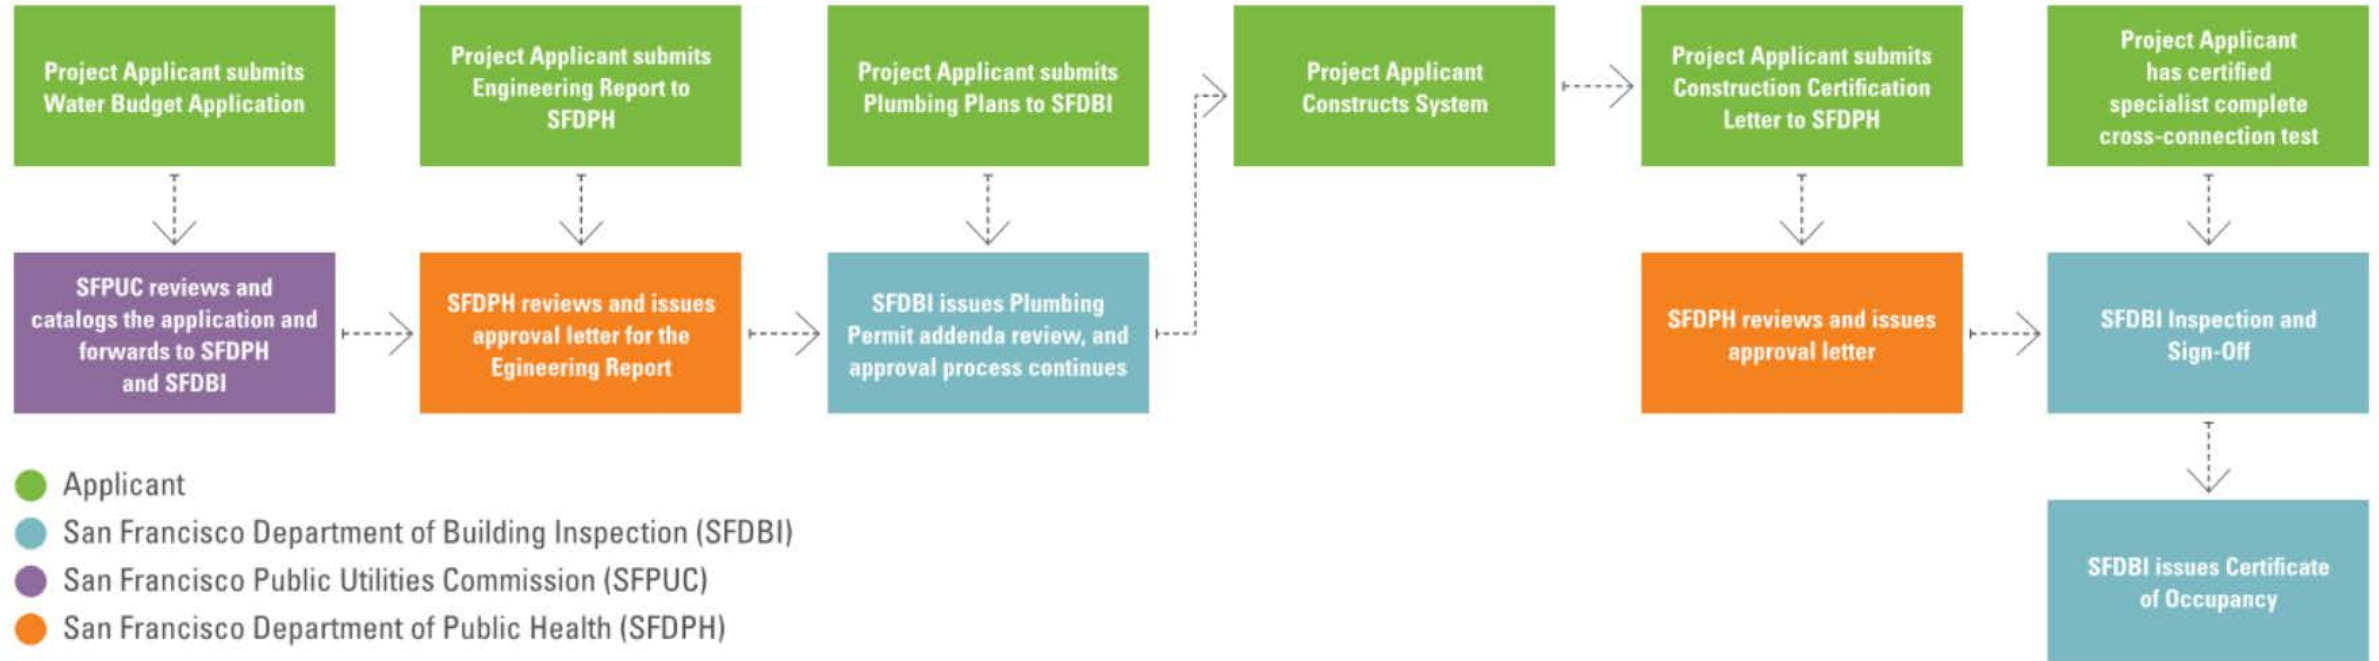 Project Applicant submits
Water Budget Application
Project Applicant submits
Engineering Report to
SFDPH
Project Applicant submits
Plumbing Plans to SFDBI
Project Applicant
Constructs System
Project Applicant submits
Construction Certification
Letter to SFDPH
Project Applicant
has certified
specialist complete
cross-connection test
SFPUC reviews and
catalogs the application and
forwards to SFDPH
and SFDBI
SFDPH reviews and issues
approval letter for the
Egineering Report
SFDBI issues Plumbing
Permit addenda review, and
approval process continues
SFDPH reviews and issues
approval letter
SFDBI Inspection and
Sign-Off
SFDBI issues Certificate
of Occupancy
Applicant
San Francisco Department of Building Inspection (SFDBI)
San Francisco Public Utilities Commission (SFPUC)
San Francisco Department of Public Health (SFDPH)